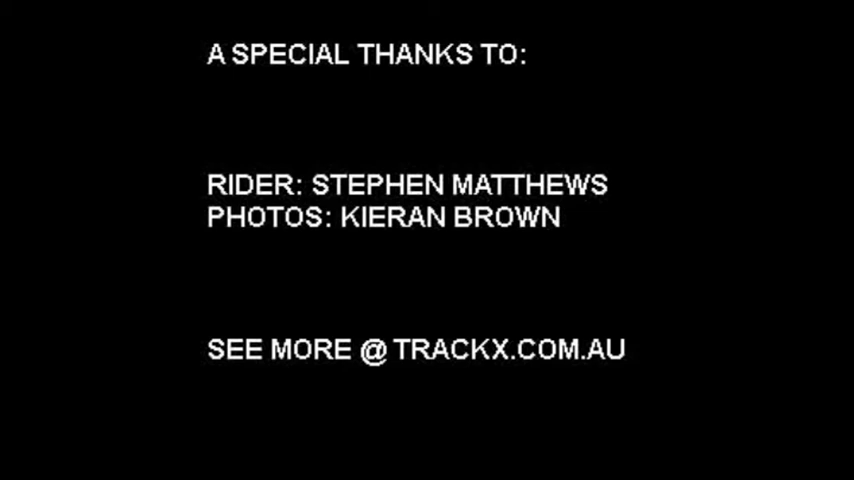 A SPECIAL THANKS TO:
RIDER: STEPHEN MATTHEWS
PHOTOS: KIERAN BROWN
SEE MORE @ TRACKX.COM.AU